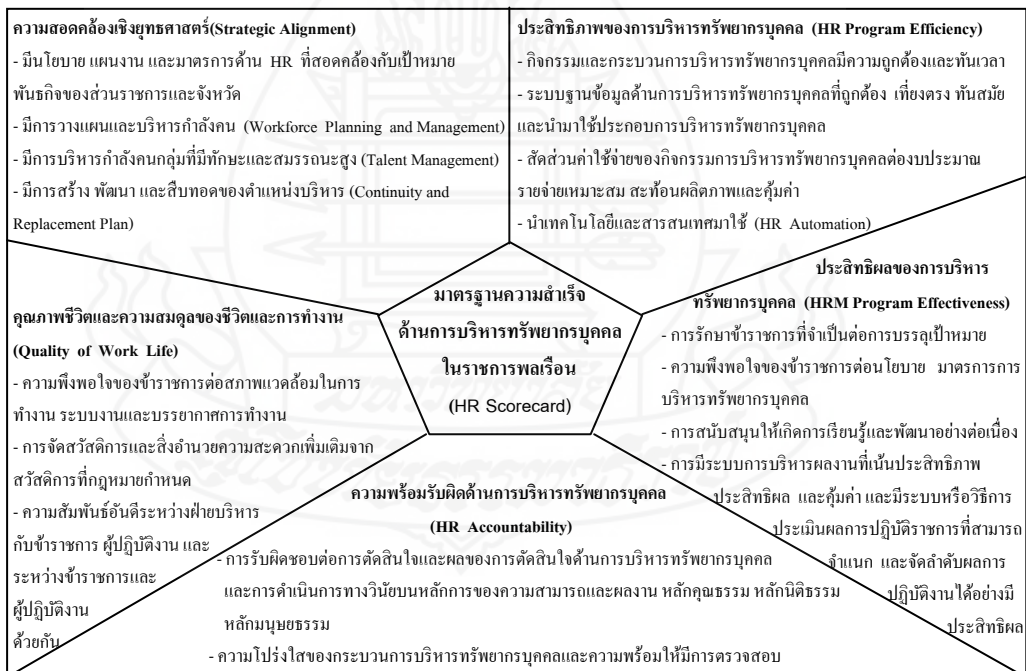 ความสอดคล้องเชิงยุทธศาสตร์(Strategic Alignment)
- มีนโยบาย แผนงาน และมาตรการด้าน HR ที่สอดคล้องกับเป้าหมาย
พันธกิจของส่วนราชการและจังหวัด
- มีการวางแผนและบริหารกำลังคน (Workforce Planning and Management)
- มีการบริหารกำลังคนกลุ่มที่มีทักษะและสมรรถนะสูง (Talent Management)
- มีการสร้าง พัฒนา และสืบทอดของตำแหน่งบริหาร (Continuity and
Replacement Plan)
ประสิทธิภาพของการบริหารทรัพยากรบุคคล (HR Program Efficiency)
- กิจกรรมและกระบวนการบริหารทรัพยากรบุคคลมีความถูกต้องและทันเวลา
- ระบบฐานข้อมูลด้านการบริหารทรัพยากรบุคคลที่ถูกต้อง เที่ยงตรง ทันสมัย
และนำมาใช้ประกอบการบริหารทรัพยากรบุคคล
- สัดส่วนค่าใช้จ่ายของกิจกรรมการบริหารทรัพยากรบุคคลต่องบประมาณ
รายจ่ายเหมาะสม สะท้อนผลิตภาพและคุ้มค่า
- นำเทคโนโลยีและสารสนเทศมาใช้ (HR Automation)
มาตรฐานความสำเร็จ
ด้านการบริหารทรัพยากรบุคคล
ในราชการพลเรือน
(HR Scorecard)
คุณภาพชีวิตและความสมดุลของชีวิตและการทำงาน
(Quality of Work Life)
- ความพึงพอใจของข้าราชการต่อสภาพแวดล้อมในการ
ทำงาน ระบบงานและบรรยากาศการทำงาน
- การจัดสวัสดิการและสิ่งอำนวยความสะดวกเพิ่มเติมจาก
สวัสดิการที่กฎหมายกำหนด
- ความสัมพันธ์อันดีระหว่างฝ่ายบริหาร
กับข้าราชการ ผู้ปฏิบัติงาน และ
ระหว่างข้าราชการและ
ผู้ปฏิบัติงาน
ด้วยกัน
ประสิทธิผลของการบริหาร
ทรัพยากรบุคคล (HRM Program Effectiveness)
- การรักษาข้าราชการที่จำเป็นต่อการบรรลุเป้าหมาย
- ความพึงพอใจของข้าราชการต่อนโยบาย มาตรการการ
บริหารทรัพยากรบุคคล
- การสนับสนุนให้เกิดการเรียนรู้และพัฒนาอย่างต่อเนื่อง
- การมีระบบการบริหารผลงานที่เน้นประสิทธิภาพ
ประสิทธิผล และคุ้มค่า และมีระบบหรือวิธีการ
ประเมินผลการปฏิบัติราชการที่สามารถ
จำแนก และจัดลำดับผลการ
ปฏิบัติงานได้อย่างมี
ประสิทธิผล
ความพร้อมรับผิดด้านการบริหารทรัพยากรบุคคล
(HR Accountability)
- การรับผิดชอบต่อการตัดสินใจและผลของการตัดสินใจด้านการบริหารทรัพยากรบุคคล
และการดำเนินการทางวินัยบนหลักการของความสามารถและผลงาน หลักคุณธรรม หลักนิติธรรม
หลักมนุษยธรรม
- ความโปร่งใสของกระบวนการบริหารทรัพยากรบุคคลและความพร้อมให้มีการตรวจสอบ